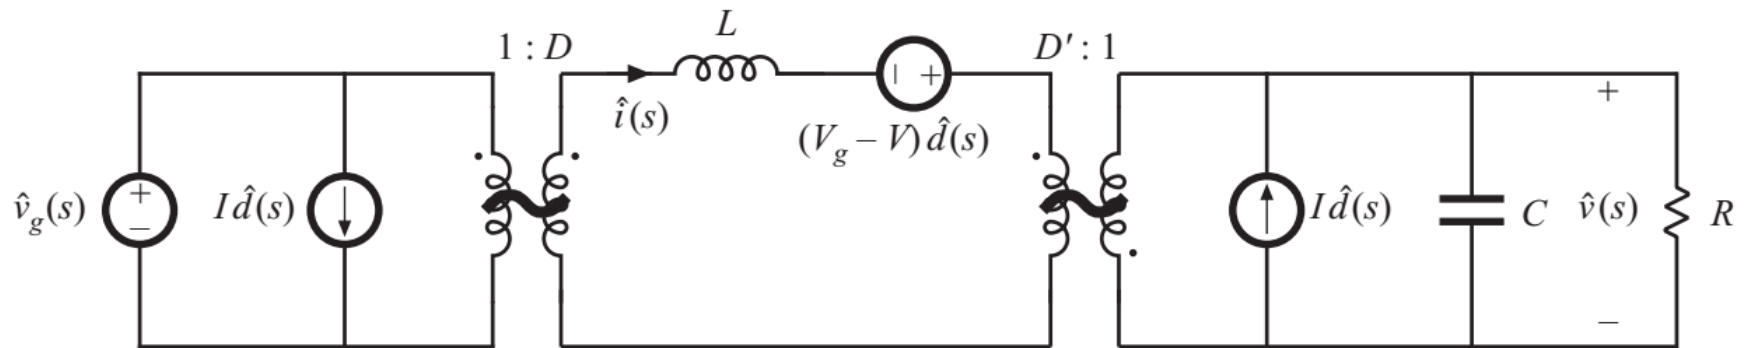 1 : D
L
D′ : 1
+
î(s)
− +
(V_g − V) d̂(s)
v̂_g(s)
+
−
I d̂(s)
I d̂(s)
C
v̂(s)
R
−